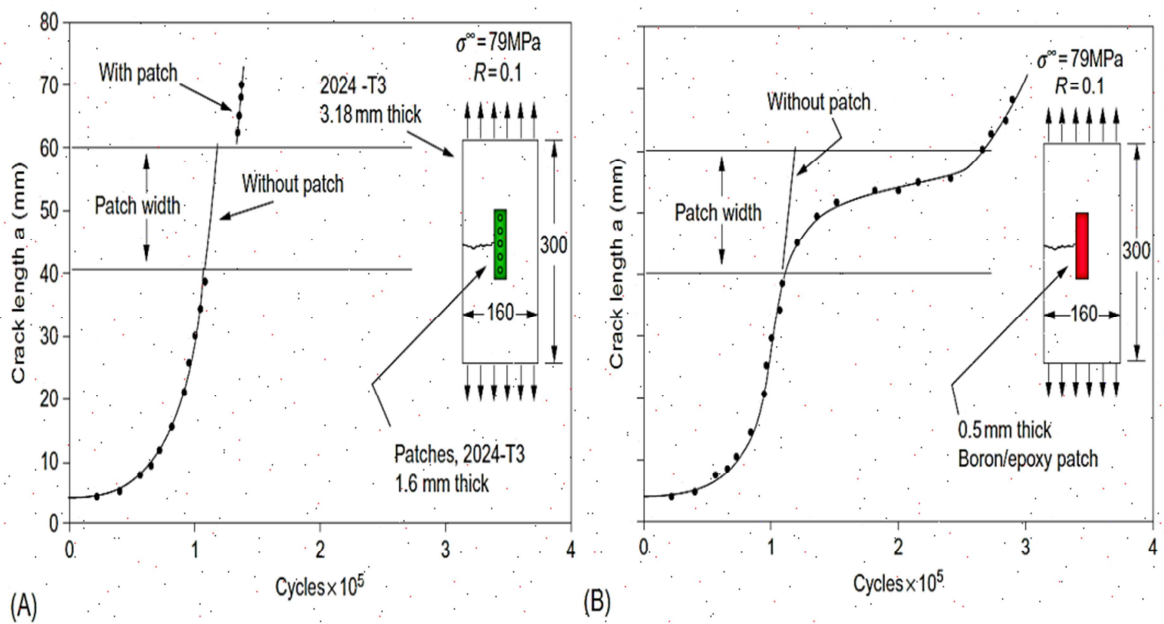 80
70
60
50
40
30
20
10
0
Crack length a (mm)
With patch
2024 -T3
3.18 mm thick
σ∞=79MPa
R=0.1
Patch width
Without patch
300
160
Patches, 2024-T3
1.6 mm thick
0
1
2
3
4
Cycles×10⁵
(A)
Crack length a (mm)
Without patch
σ∞=79MPa
R=0.1
Patch width
300
160
0.5 mm thick
Boron/epoxy patch
0
1
2
3
4
Cycles×10⁵
(B)